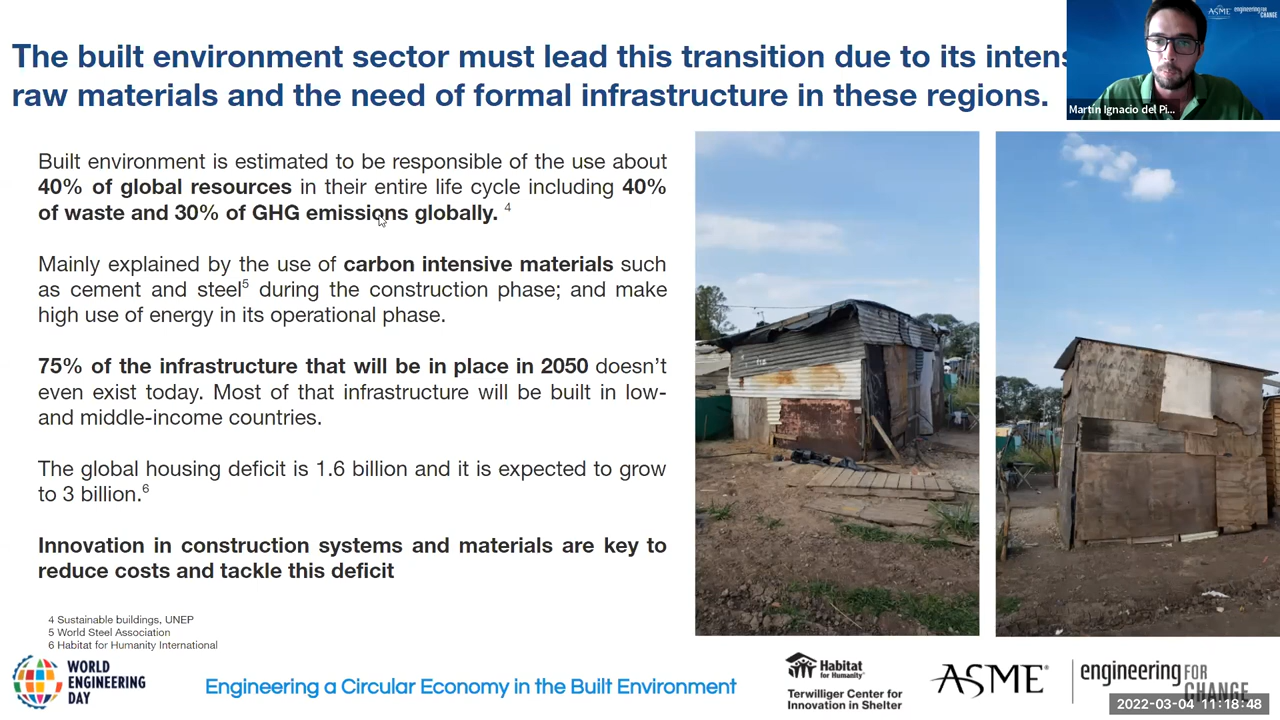 The built environment sector must lead this transition due to its intens
raw materials and the need of formal infrastructure in these regions.
ASME engineering FOR CHANGE
Martín Ignacio del Pi...
Built environment is estimated to be responsible of the use about
40% of global resources in their entire life cycle including 40%
of waste and 30% of GHG emissions globally. 4
Mainly explained by the use of carbon intensive materials such
as cement and steel5 during the construction phase; and make
high use of energy in its operational phase.
75% of the infrastructure that will be in place in 2050 doesn't
even exist today. Most of that infrastructure will be built in low-
and middle-income countries.
The global housing deficit is 1.6 billion and it is expected to grow
to 3 billion.6
Innovation in construction systems and materials are key to
reduce costs and tackle this deficit
4 Sustainable buildings, UNEP
5 World Steel Association
6 Habitat for Humanity International
WORLD
ENGINEERING
DAY
Engineering a Circular Economy in the Built Environment
Habitat
for Humanity®
Terwilliger Center for
Innovation in Shelter
ASME®
engineering FOR
CHANGE
2022-03-04 11:18:48